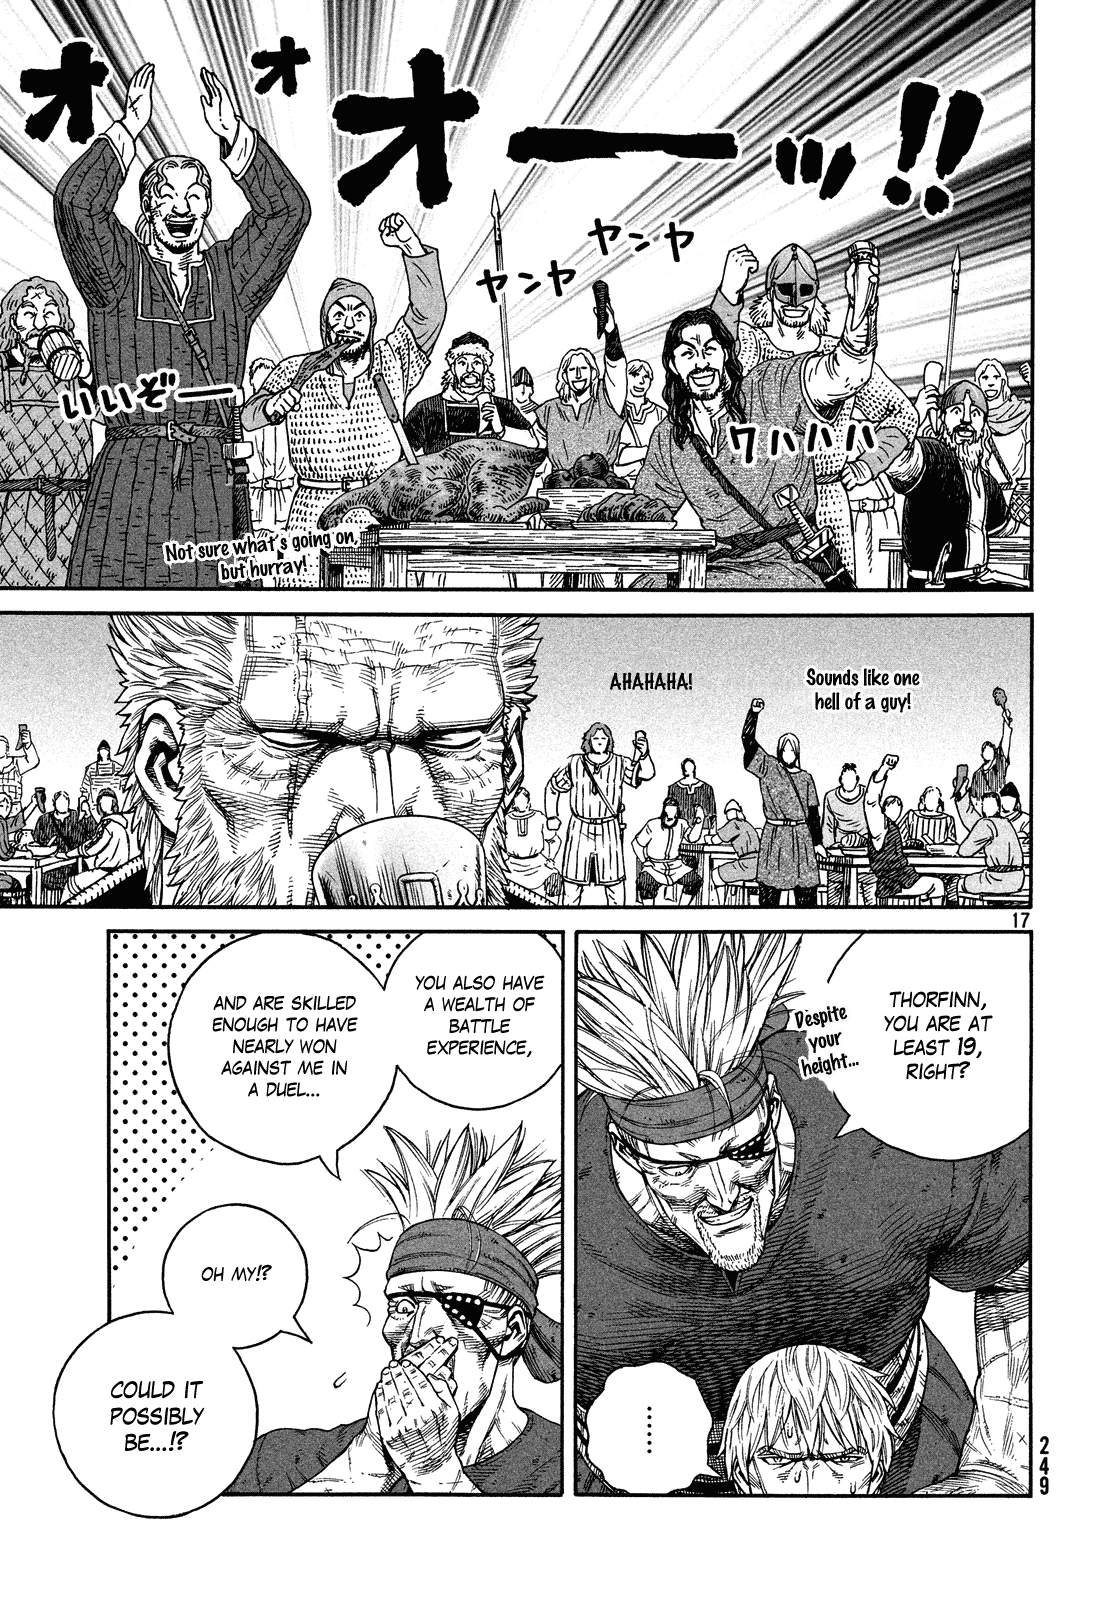 オオオオーッ!!
ヤンヤ
ヤンヤ
いいぞー
ワハハハ
Not sure what's going on,
but hurray!
AHAHAHA!
Sounds like one
hell of a guy!
17
THORFINN,
YOU ARE AT
LEAST 19,
RIGHT?
Despite
your
height...
......
YOU ALSO HAVE
A WEALTH OF
BATTLE
EXPERIENCE,
AND ARE SKILLED
ENOUGH TO HAVE
NEARLY WON
AGAINST ME IN
A DUEL...
OH MY!?
COULD IT
POSSIBLY
BE...!?
249